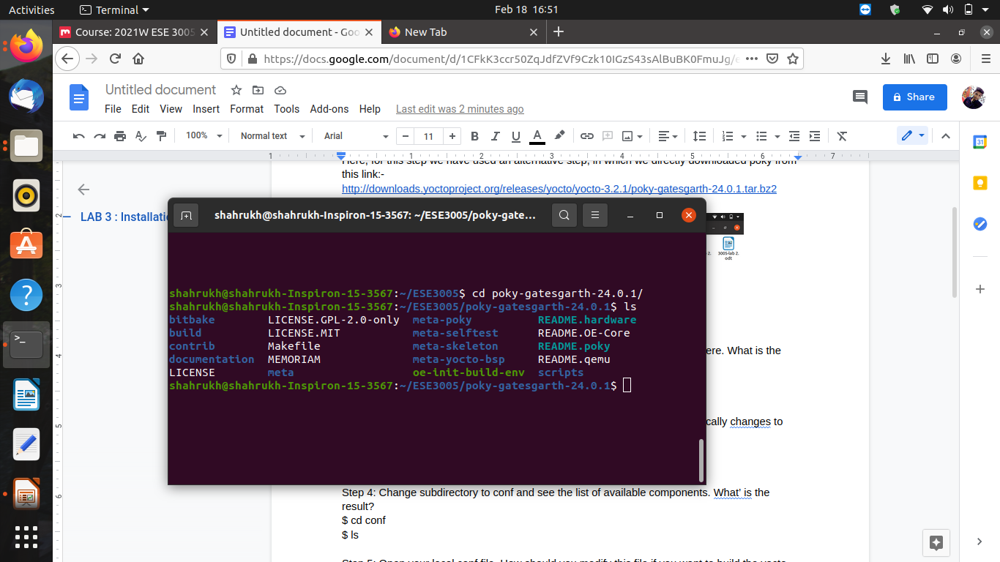 Activities
Terminal
Feb 18 16:51
Course: 2021W ESE 3005
Untitled document - Goo
New Tab
https://docs.google.com/document/d/1CFkK3ccr50ZqJdfZVf9Czk10IGzS43sAlBuBK0FmuJg/e
Untitled document
File Edit View Insert Format Tools Add-ons Help Last edit was 2 minutes ago
Share
100% Normal text Arial 11
1 1 2 3 4 5 6 7
Here, for this step we have used an alternative step, in which we directly downloaded poky from
this link:-
http://downloads.yoctoproject.org/releases/yocto/yocto-3.2.1/poky-gatesgarth-24.0.1.tar.bz2
LAB 3 : Installatio
shahrukh@shahrukh-Inspiron-15-3567: ~/ESE3005/poky-gate...
3005-lab 2.
odt
shahrukh@shahrukh-Inspiron-15-3567:~/ESE3005$ cd poky-gatesgarth-24.0.1/
shahrukh@shahrukh-Inspiron-15-3567:~/ESE3005/poky-gatesgarth-24.0.1$ ls
bitbake LICENSE.GPL-2.0-only meta-poky README.hardware
build LICENSE.MIT meta-selftest README.OE-Core
contrib Makefile meta-skeleton README.poky
documentation MEMORIAM meta-yocto-bsp README.qemu
LICENSE meta oe-init-build-env scripts
shahrukh@shahrukh-Inspiron-15-3567:~/ESE3005/poky-gatesgarth-24.0.1$
ere. What is the
cally changes to
Step 4: Change subdirectory to conf and see the list of available components. What' is the
result?
$ cd conf
$ ls
Step 5: Open your local.conf file. How should you modify this file if you want to build the yocto